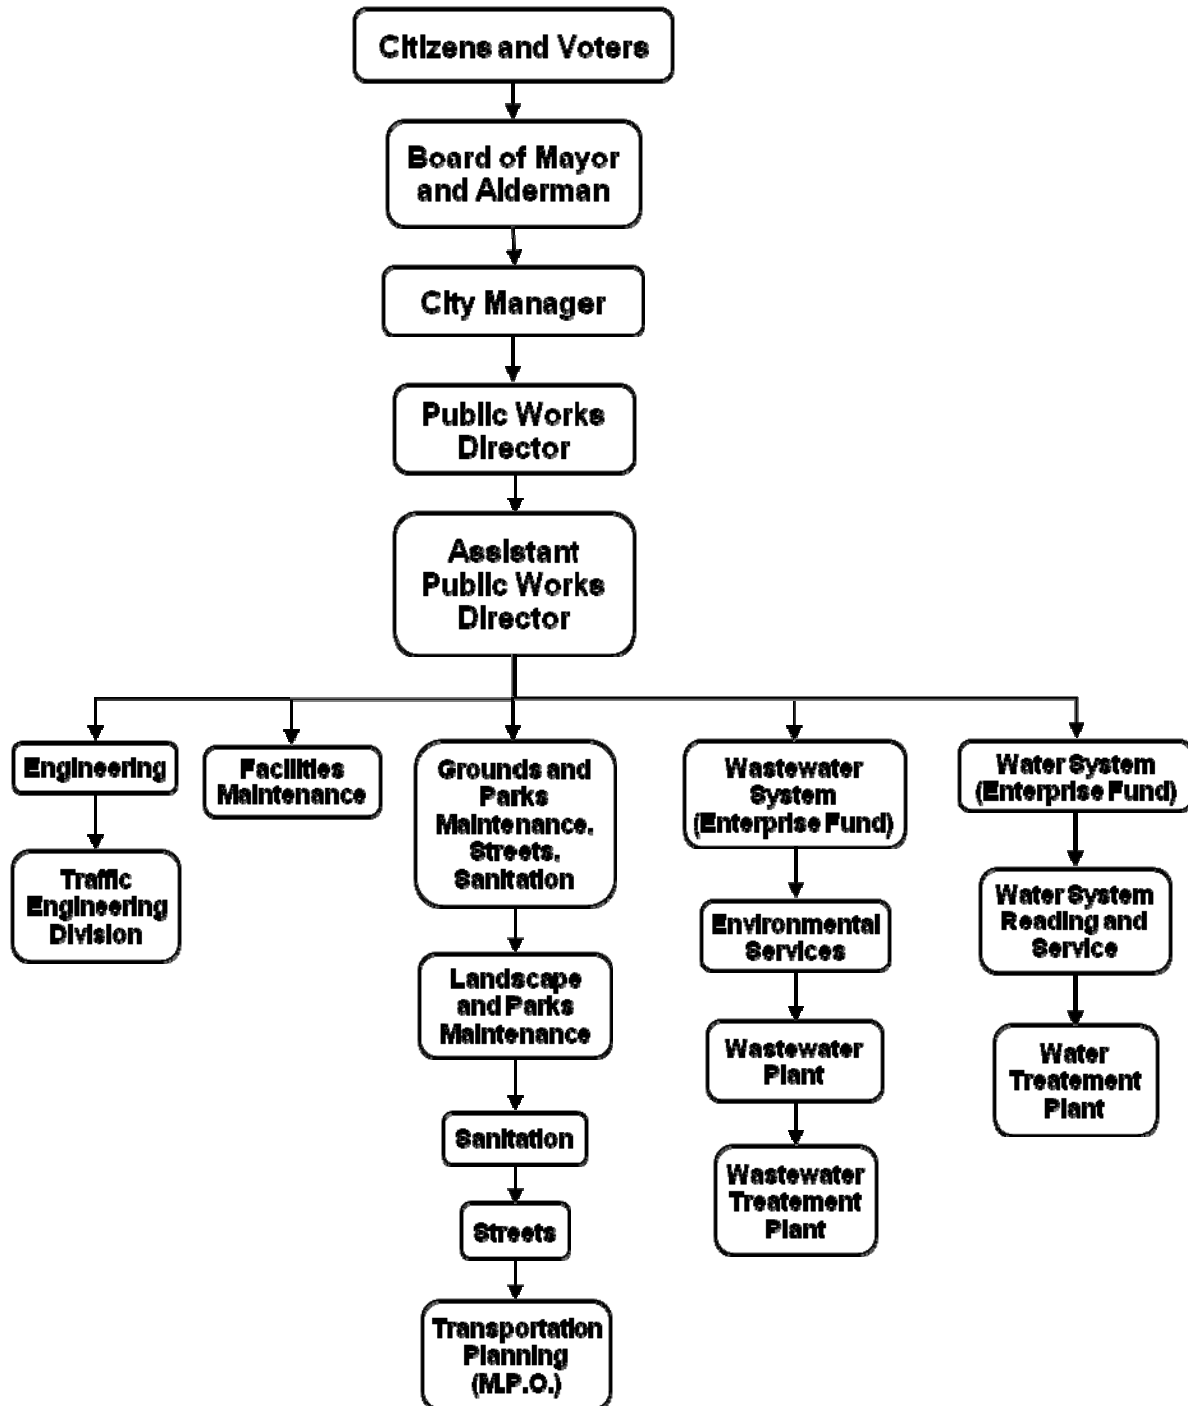 Citizens and Voters
Board of Mayor
and Alderman
City Manager
Public Works
Director
Assistant
Public Works
Director
Engineering
Traffic
Engineering
Division
Facilities
Maintenance
Grounds and
Parks
Maintenance,
Streets,
Sanitation
Landscape
and Parks
Maintenance
Sanitation
Streets
Transportation
Planning
(M.P.O.)
Wastewater
System
(Enterprise Fund)
Environmental
Services
Wastewater
Plant
Wastewater
Treatement
Plant
Water System
(Enterprise Fund)
Water System
Reading and
Service
Water
Treatement
Plant